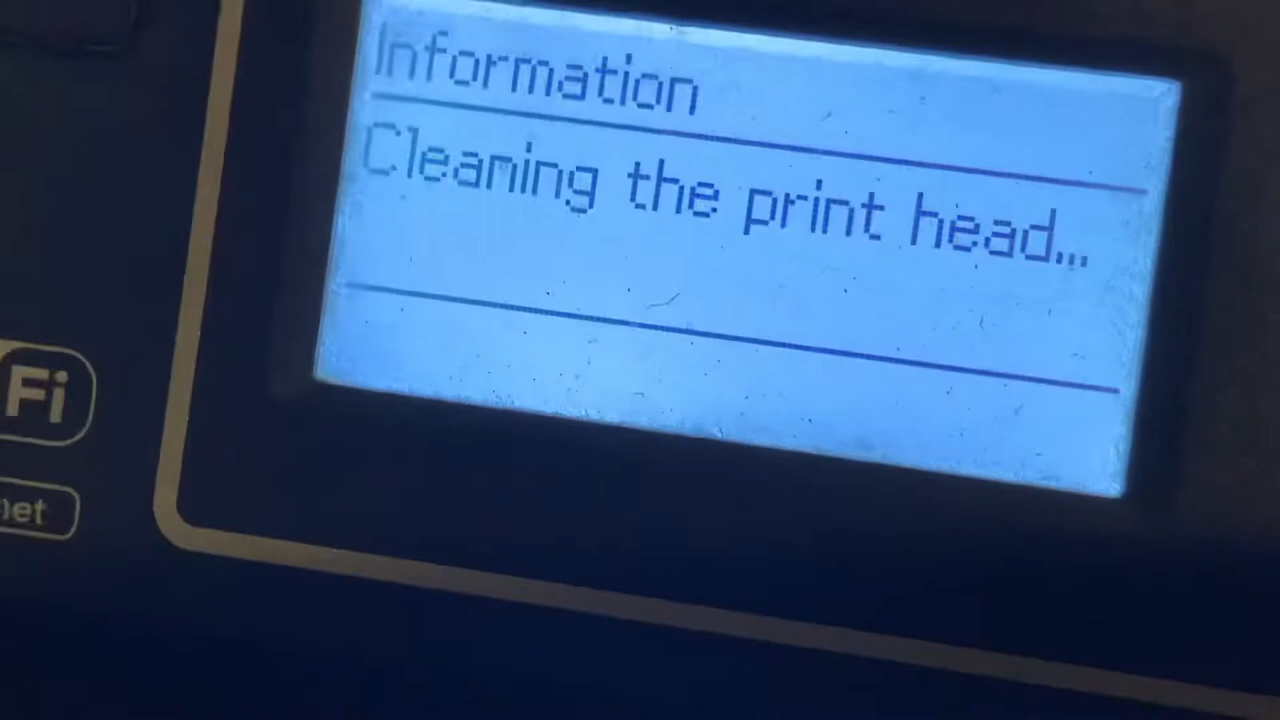 Information
Cleaning the print head...
Fi
net